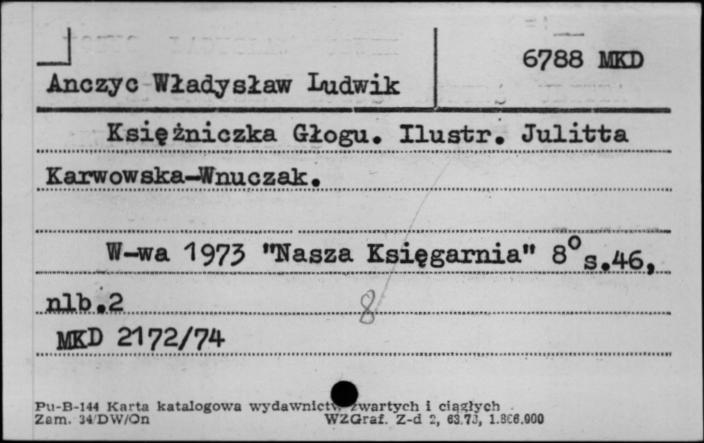 6788 MKD
Anczyc Władysław Ludwik
Księżniczka Głogu. Ilustr. Julitta
Karwowska-Wnuczak.
W-wa 1973 "Nasza Księgarnia" 8° s.46,
nlb.2
8
MKD 2172/74
Pu-B-144 Karta katalogowa wydawnictw zwartych i ciągłych
Zam. 34/DW/On WZGraf. Z-d 2, 63.73, 1.806.000